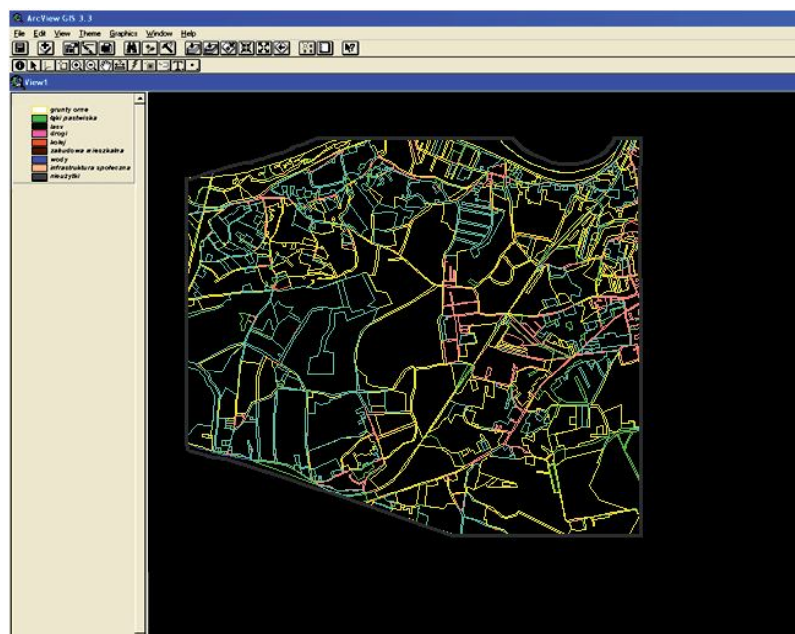 ArcView GIS 3.3
File Edit View Theme Graphics Window Help
View1
grunty orne
łąki pastwiska
lasy
drogi
kolej
zabudowa mieszkalna
wody
infrastruktura społeczna
nieużytki